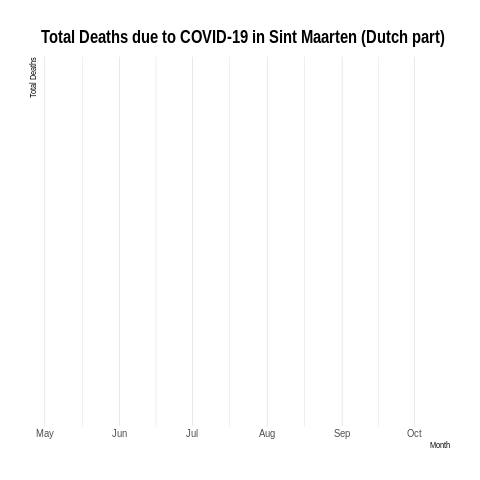 Total Deaths due to COVID-19 in Sint Maarten (Dutch part)
Total Deaths
May Jun Jul Aug Sep Oct
Month